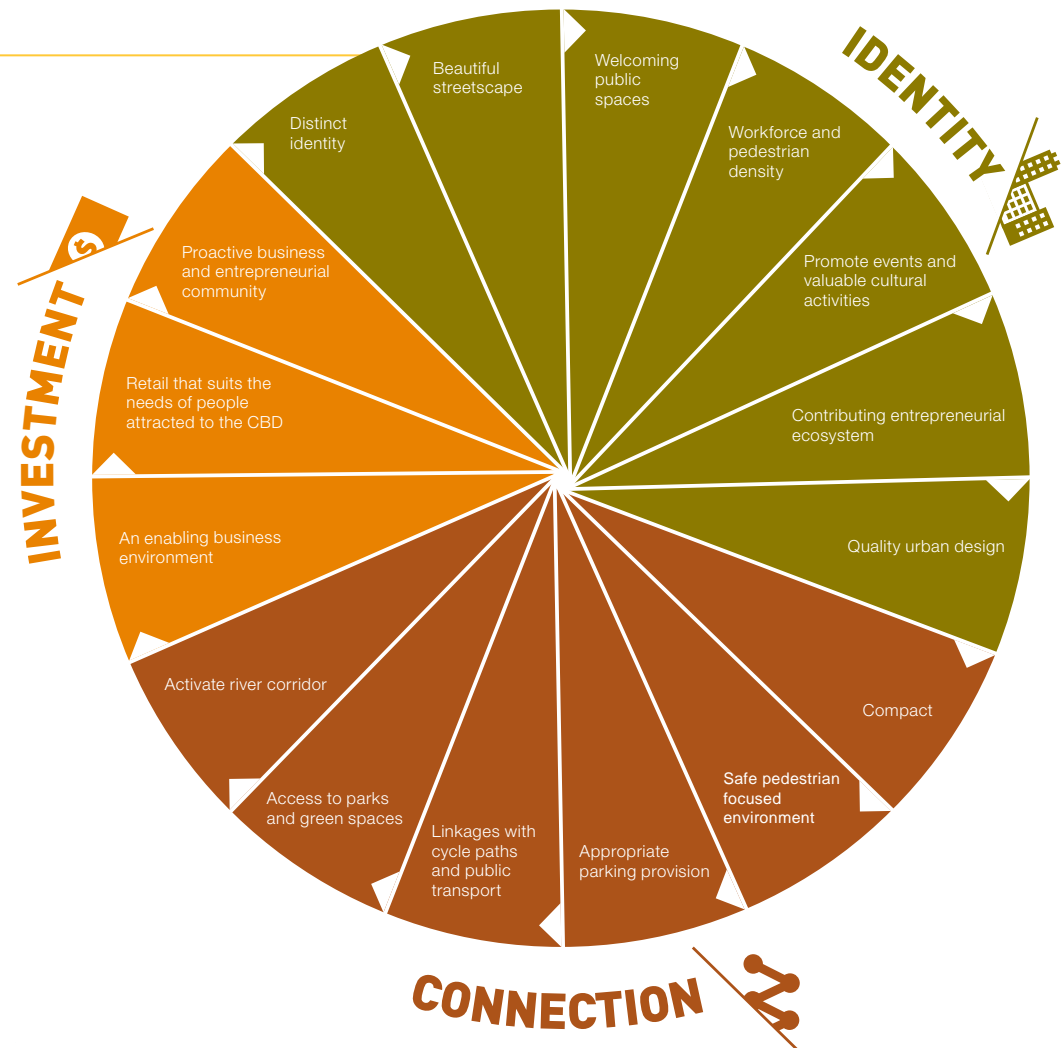 IDENTITY
Welcoming
public
spaces
Workforce and
pedestrian
density
Promote events and
valuable cultural
activities
Contributing entrepreneurial
ecosystem
Quality urban design
Compact
Safe pedestrian
focused
environment
Appropriate
parking provision
Linkages with
cycle paths
and public
transport
Access to parks
and green spaces
Activate river corridor
CONNECTION
An enabling business
environment
Retail that suits the
needs of people
attracted to the CBD
Proactive business
and entrepreneurial
community
INVESTMENT
$
Distinct
identity
Beautiful
streetscape